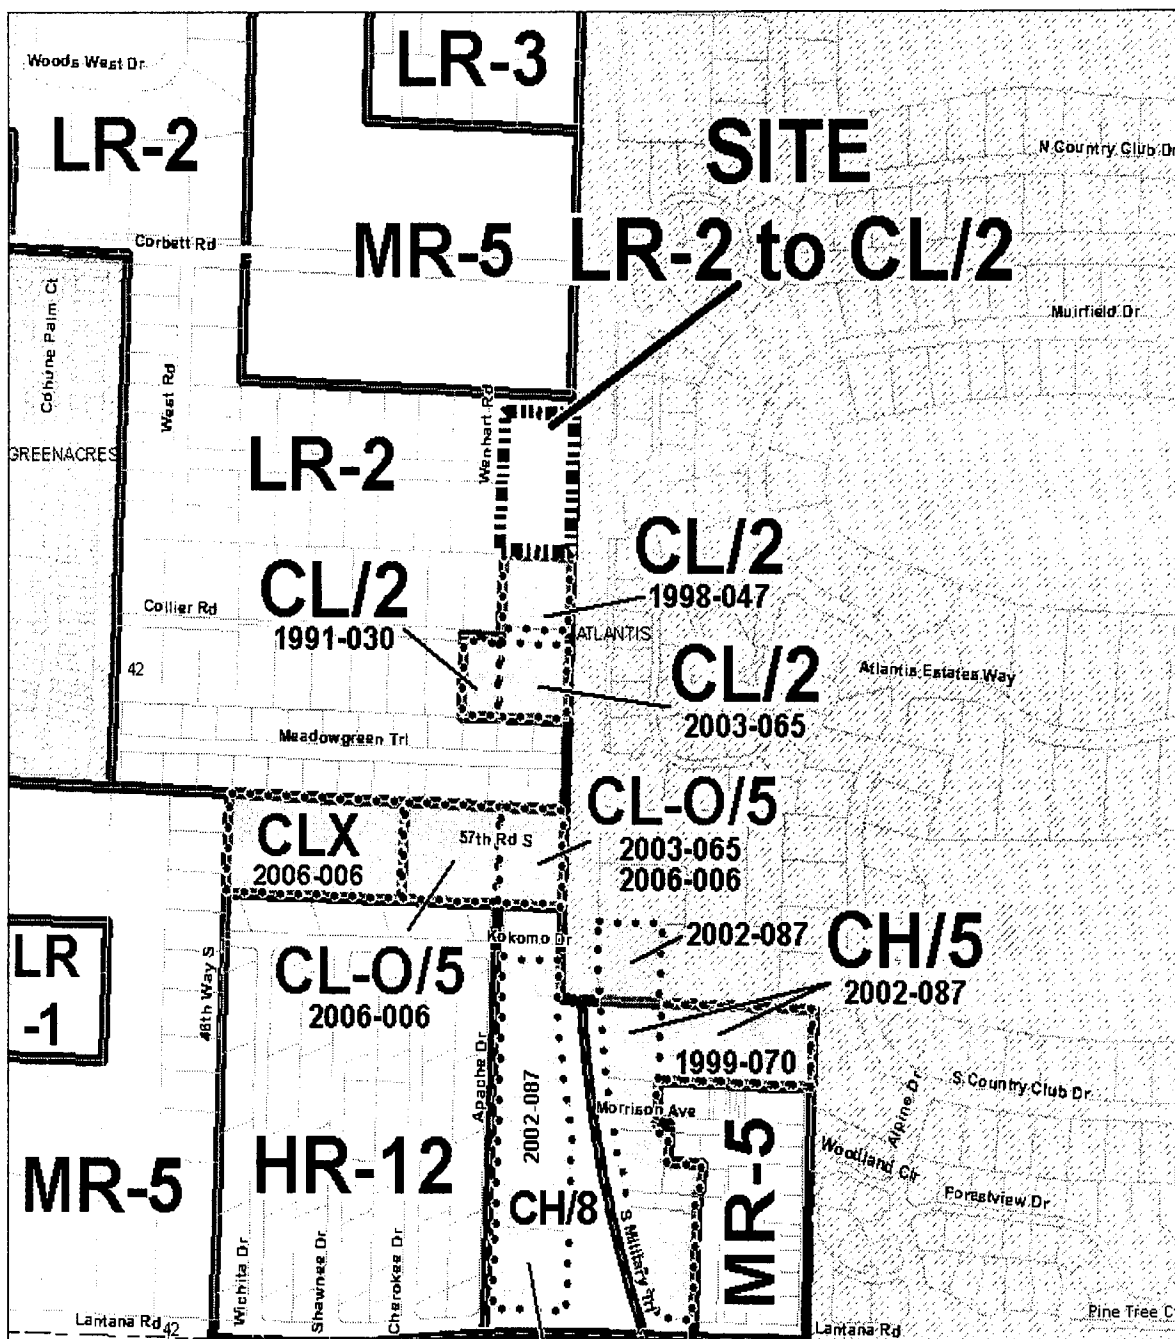 Woods West Dr
LR-3
LR-2
SITE
LR-2 to CL/2
N Country Club Dr
Corbett Rd
MR-5
Muirfield Dr
Cohune Palm Ct
West Rd
Wenhart Rd
GREENACRES
LR-2
CL/2
1998-047
CL/2
1991-030
Collier Rd
ATLANTIS
42
CL/2
2003-065
Atlantis Estates Way
Meadowgreen Trl
CLX
2006-006
57th Rd S
CL-O/5
2003-065
2006-006
LR
-1
48th Way S
Kokomo Dr
2002-087
CH/5
2002-087
CL-O/5
2006-006
Apache Dr
2002-087
1999-070
S Country Club Dr
Alpine Dr
Morrison Ave
MR-5
HR-12
CH/8
MR-5
Woodland Cir
Forestview Dr
S Military Trl
Wichita Dr
Shawnee Dr
Cherokee Dr
Lantana Rd
42
Lantana Rd
Pine Tree C